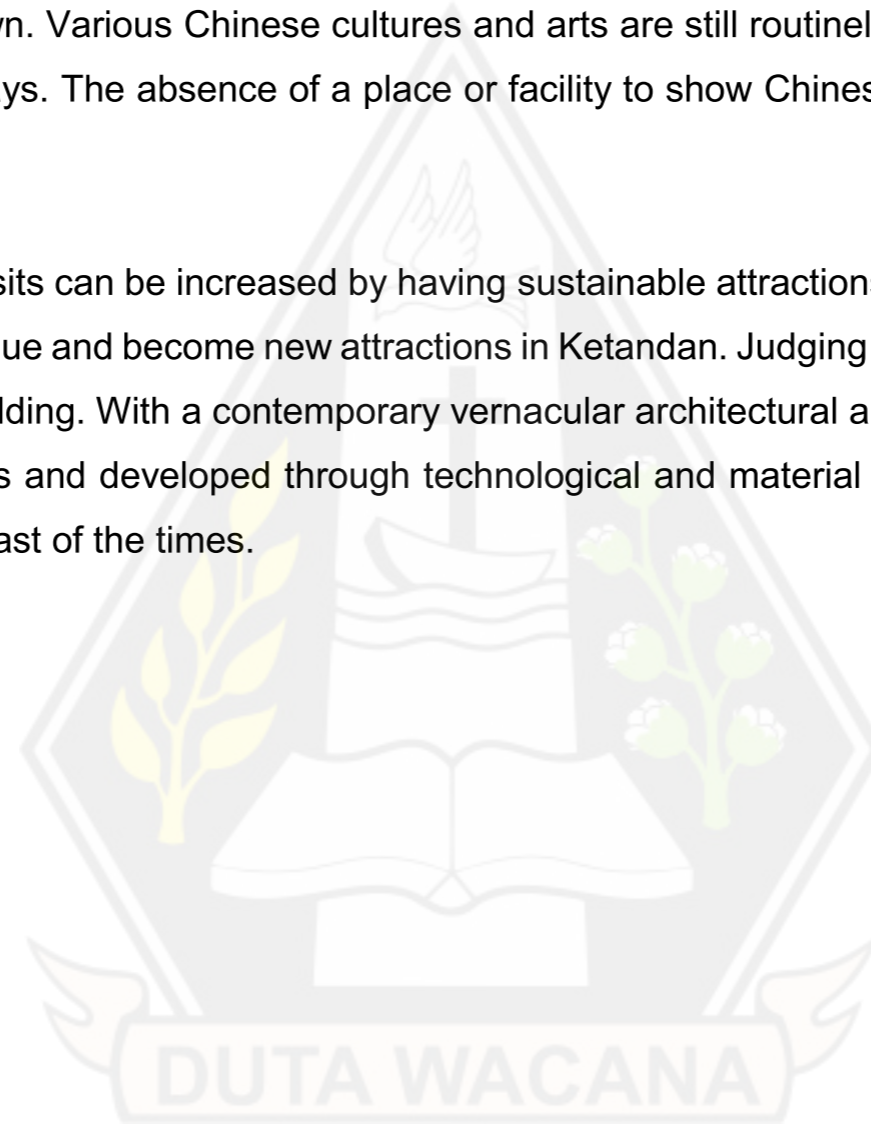 wn. Various Chinese cultures and arts are still routinel
ys. The absence of a place or facility to show Chines
sits can be increased by having sustainable attraction
ue and become new attractions in Ketandan. Judging
lding. With a contemporary vernacular architectural a
s and developed through technological and material
ast of the times.
DUTA WACANA